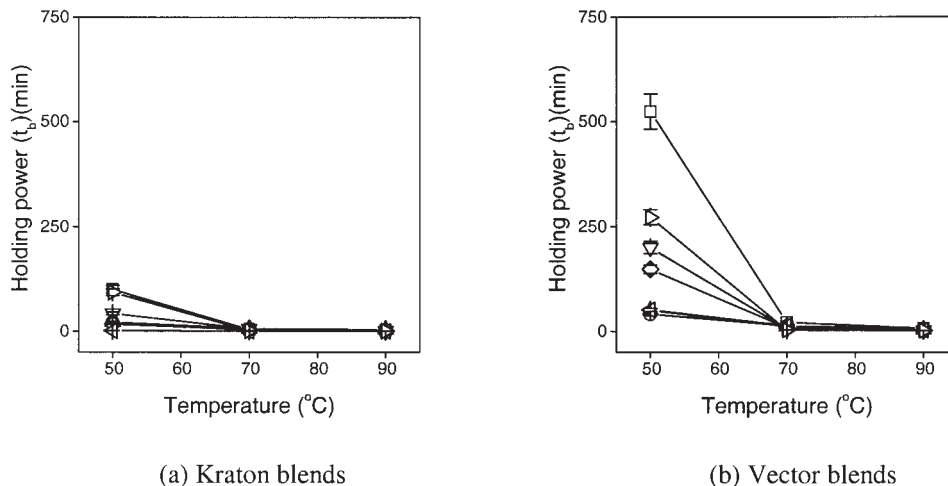 750
500
250
0
Holding power (t_b)(min)
50 60 70 80 90
Temperature (°C)
(a) Kraton blends
750
500
250
0
Holding power (t_b)(min)
50 60 70 80 90
Temperature (°C)
(b) Vector blends